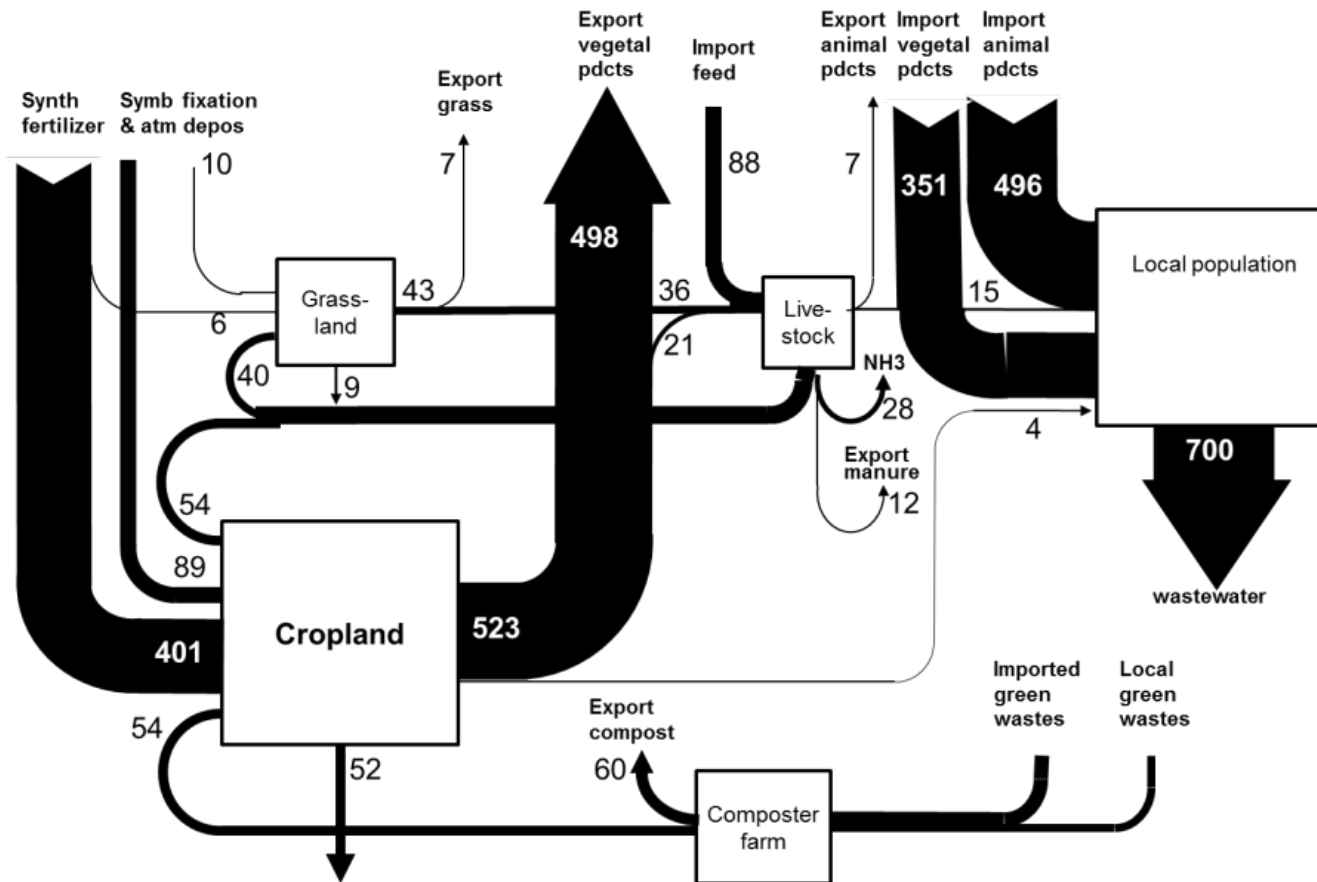 Synth
fertilizer
Symb fixation
& atm depos
Export
grass
Export
vegetal
pdcts
Import
feed
Export
animal
pdcts
Import
vegetal
pdcts
Import
animal
pdcts
10
7
88
7
351
496
498
Local population
Grass-
land
43
36
Live-
stock
15
6
21
40
9
NH3
28
4
700
Export
manure
12
54
89
wastewater
Cropland
523
401
Imported
green
wastes
Local
green
wastes
54
52
Export
compost
60
Composter
farm